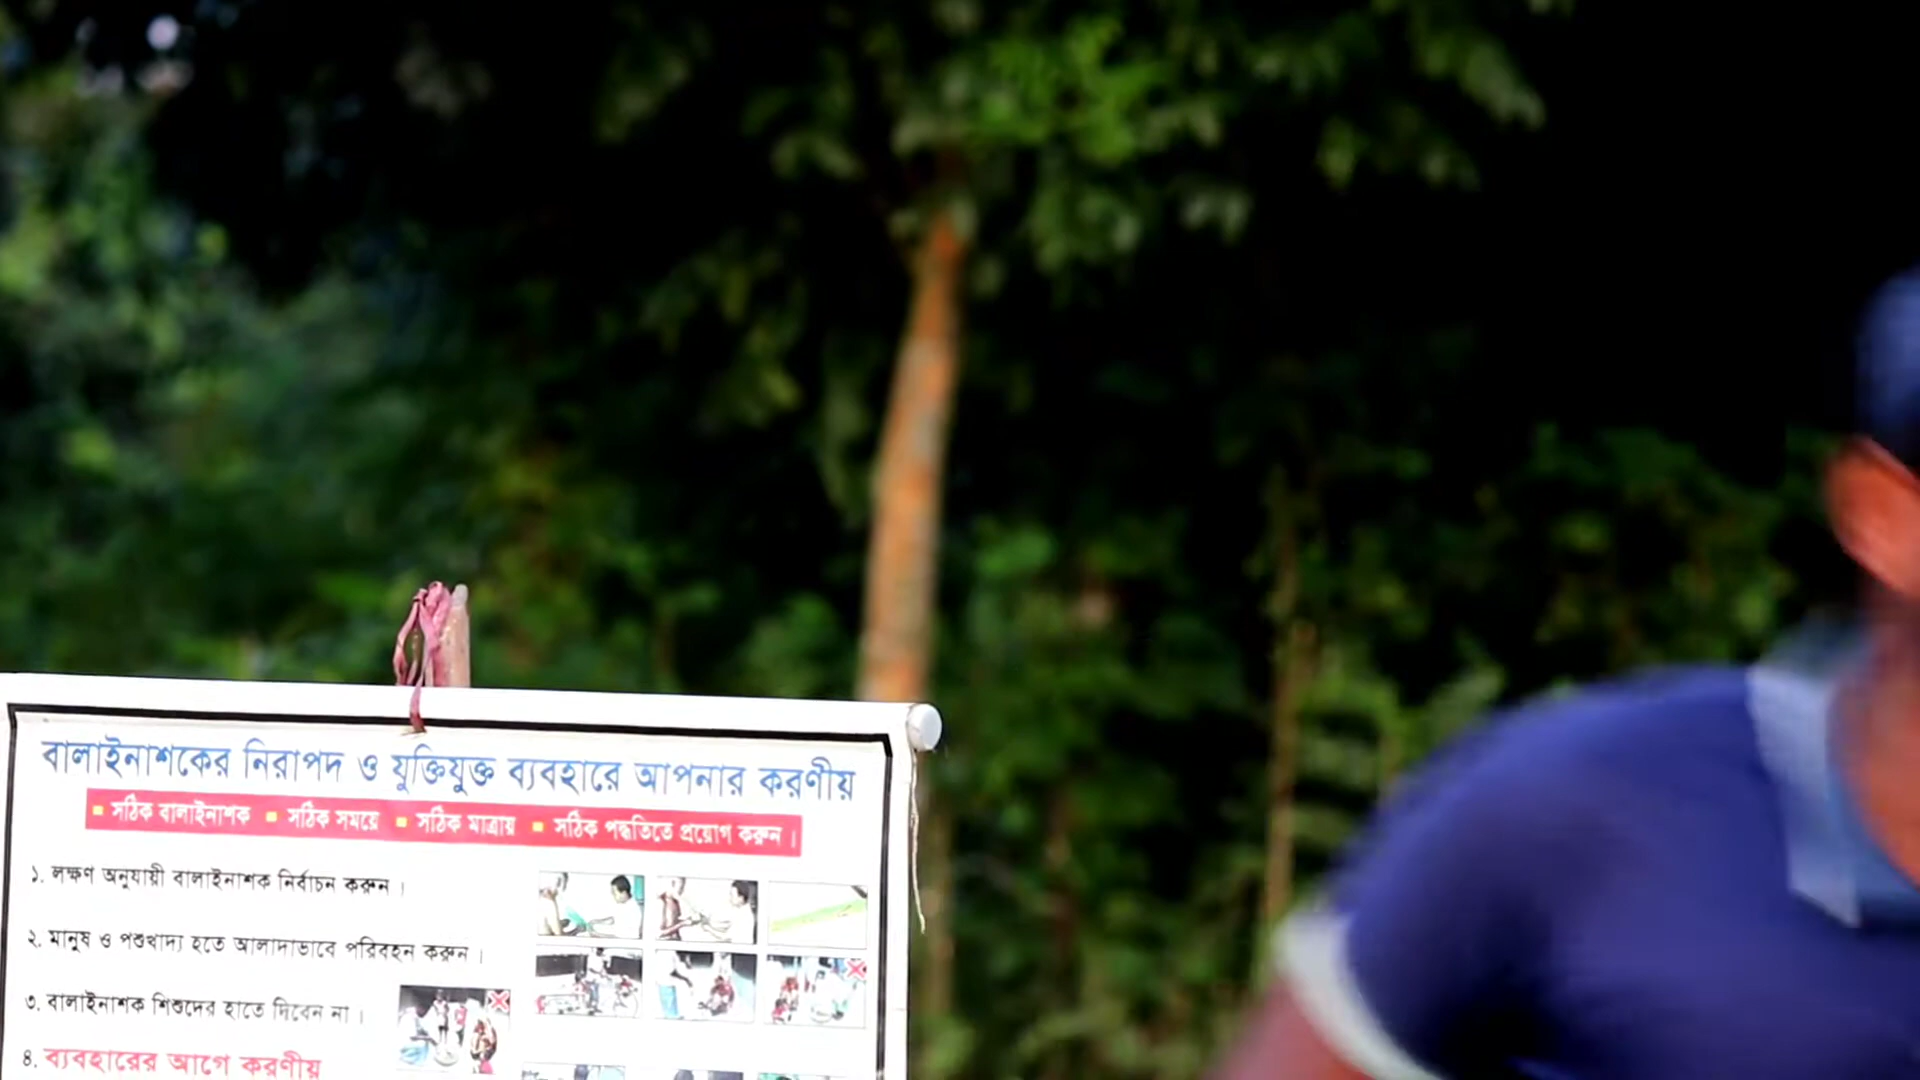 বালাইনাশকের নিরাপদ ও যুক্তিযুক্ত ব্যবহারে আপনার করণীয়
▪ সঠিক বালাইনাশক ▪ সঠিক সময়ে ▪ সঠিক মাত্রায় ▪ সঠিক পদ্ধতিতে প্রয়োগ করুন।
১. লক্ষণ অনুযায়ী বালাইনাশক নির্বাচন করুন।
২. মানুষ ও পশুখাদ্য হতে আলাদাভাবে পরিবহন করুন।
৩. বালাইনাশক শিশুদের হাতে দিবেন না।
৪. ব্যবহারের আগে করণীয়